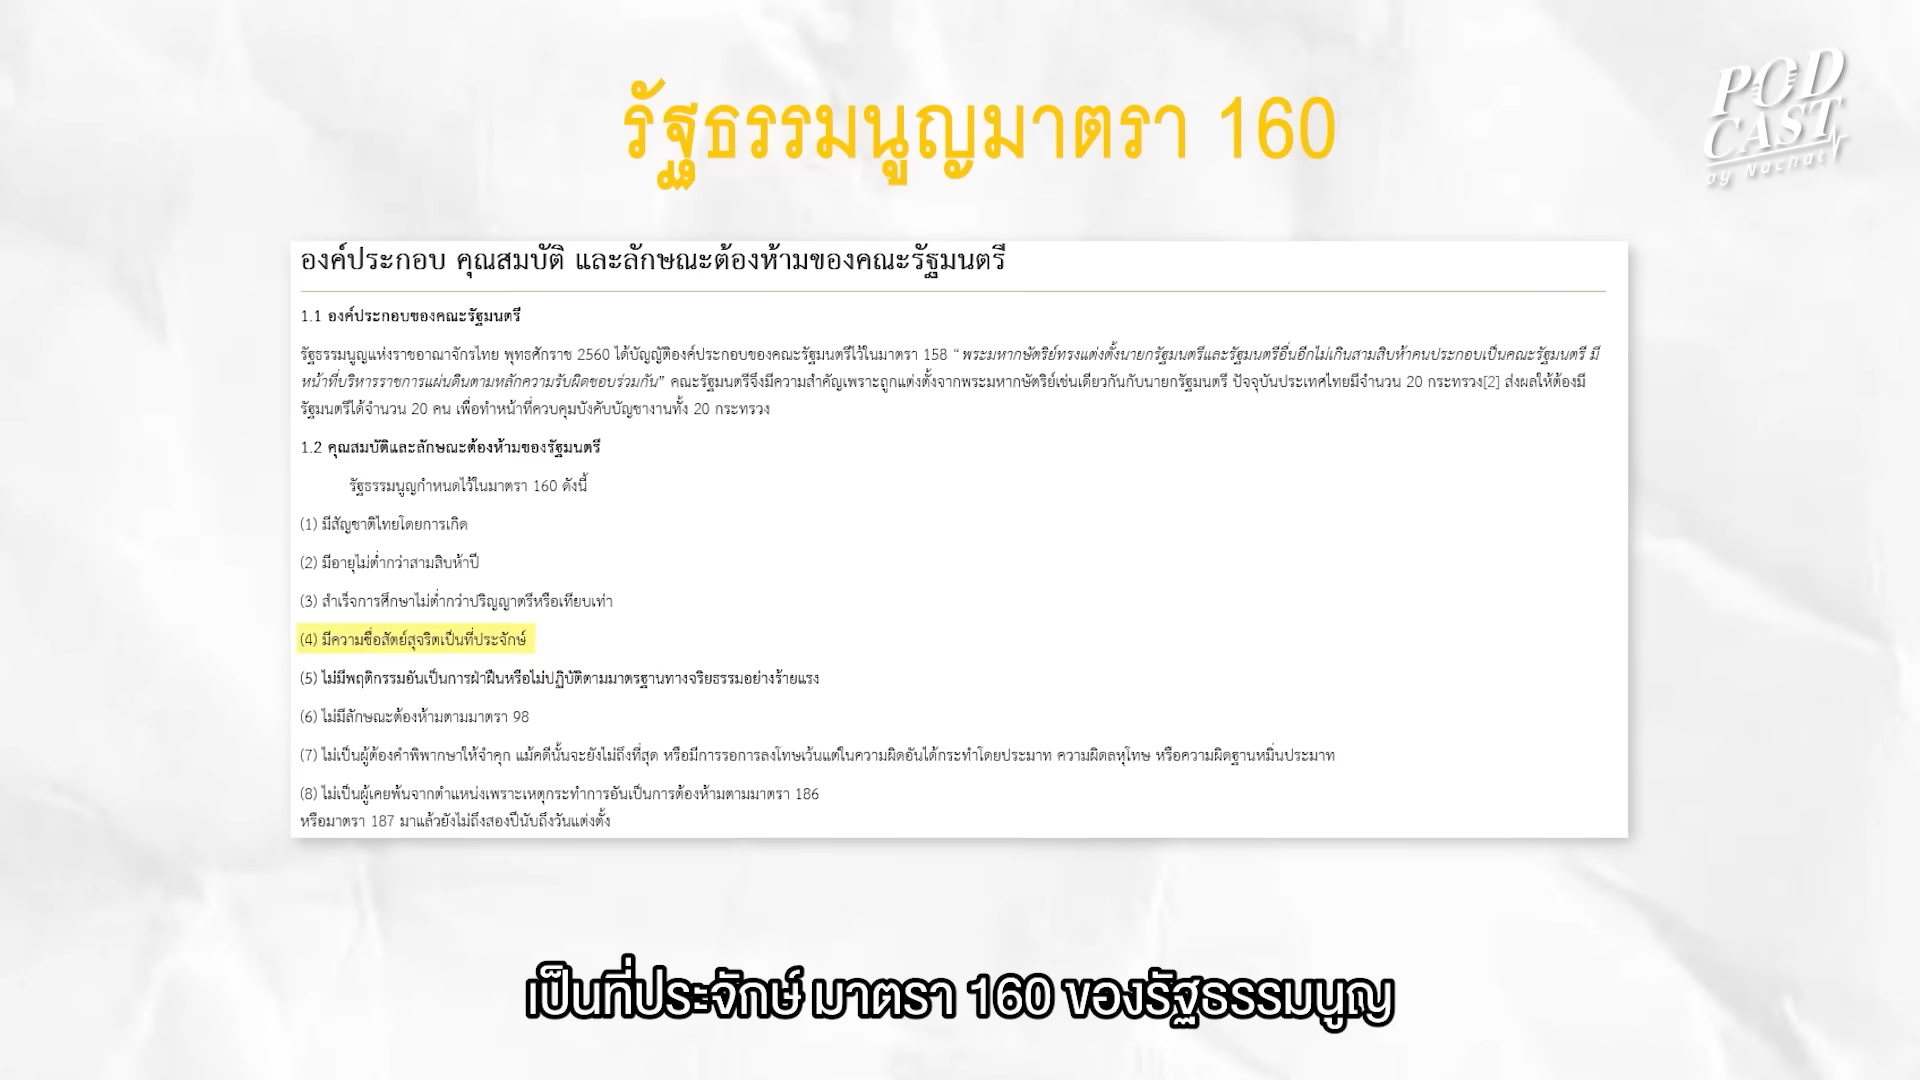 รัฐธรรมนูญมาตรา 160
POD
CAST
by Nachat
องค์ประกอบ คุณสมบัติ และลักษณะต้องห้ามของคณะรัฐมนตรี
1.1 องค์ประกอบของคณะรัฐมนตรี
รัฐธรรมนูญแห่งราชอาณาจักรไทย พุทธศักราช 2560 ได้บัญญัติองค์ประกอบของคณะรัฐมนตรีไว้ในมาตรา 158 “พระมหากษัตริย์ทรงแต่งตั้งนายกรัฐมนตรีและรัฐมนตรีอื่นอีกไม่เกินสามสิบห้าคนประกอบเป็นคณะรัฐมนตรี มี
หน้าที่บริหารราชการแผ่นดินตามหลักความรับผิดชอบร่วมกัน” คณะรัฐมนตรีจึงมีความสำคัญเพราะถูกแต่งตั้งจากพระมหากษัตริย์เช่นเดียวกันกับนายกรัฐมนตรี ปัจจุบันประเทศไทยมีจำนวน 20 กระทรวง[2] ส่งผลให้ต้องมี
รัฐมนตรีได้จำนวน 20 คน เพื่อทำหน้าที่ควบคุมบังคับบัญชางานทั้ง 20 กระทรวง
1.2 คุณสมบัติและลักษณะต้องห้ามของรัฐมนตรี
รัฐธรรมนูญกำหนดไว้ในมาตรา 160 ดังนี้
(1) มีสัญชาติไทยโดยการเกิด
(2) มีอายุไม่ต่ำกว่าสามสิบห้าปี
(3) สำเร็จการศึกษาไม่ต่ำกว่าปริญญาตรีหรือเทียบเท่า
(4) มีความซื่อสัตย์สุจริตเป็นที่ประจักษ์
(5) ไม่มีพฤติกรรมอันเป็นการฝ่าฝืนหรือไม่ปฏิบัติตามมาตรฐานทางจริยธรรมอย่างร้ายแรง
(6) ไม่มีลักษณะต้องห้ามตามมาตรา 98
(7) ไม่เป็นผู้ต้องคำพิพากษาให้จำคุก แม้คดีนั้นจะยังไม่ถึงที่สุด หรือมีการรอการลงโทษเว้นแต่ในความผิดอันได้กระทำโดยประมาท ความผิดลหุโทษ หรือความผิดฐานหมิ่นประมาท
(8) ไม่เป็นผู้เคยพ้นจากตำแหน่งเพราะเหตุกระทำการอันเป็นการต้องห้ามตามมาตรา 186
หรือมาตรา 187 มาแล้วยังไม่ถึงสองปีนับถึงวันแต่งตั้ง
เป็นที่ประจักษ์ มาตรา 160 ของรัฐธรรมนูญ